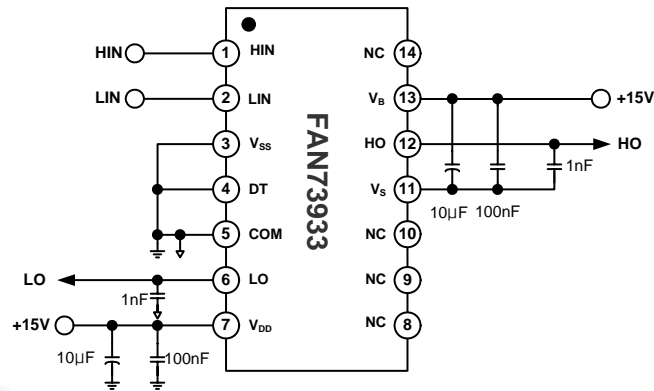 HIN
1
HIN
LIN
2
LIN
3
VSS
4
DT
5
COM
LO
6
LO
1nF
+15V
7
VDD
10μF
100nF
FAN73933
NC
14
VB
13
+15V
HO
12
HO
1nF
VS
11
10μF
100nF
NC
10
NC
9
NC
8